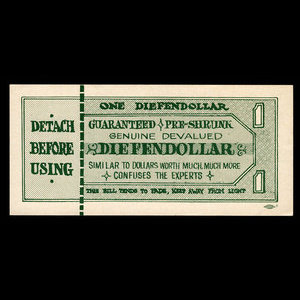 DETACH
BEFORE
USING
ONE DIEFENDOLLAR
GUARANTEED PRE-SHRUNK
GENUINE DEVALUED
DIEFENDOLLAR
SIMILAR TO DOLLARS WORTH MUCH, MUCH MORE
CONFUSES THE EXPERTS
THIS BILL TENDS TO FADE, KEEP AWAY FROM LIGHT
1
1